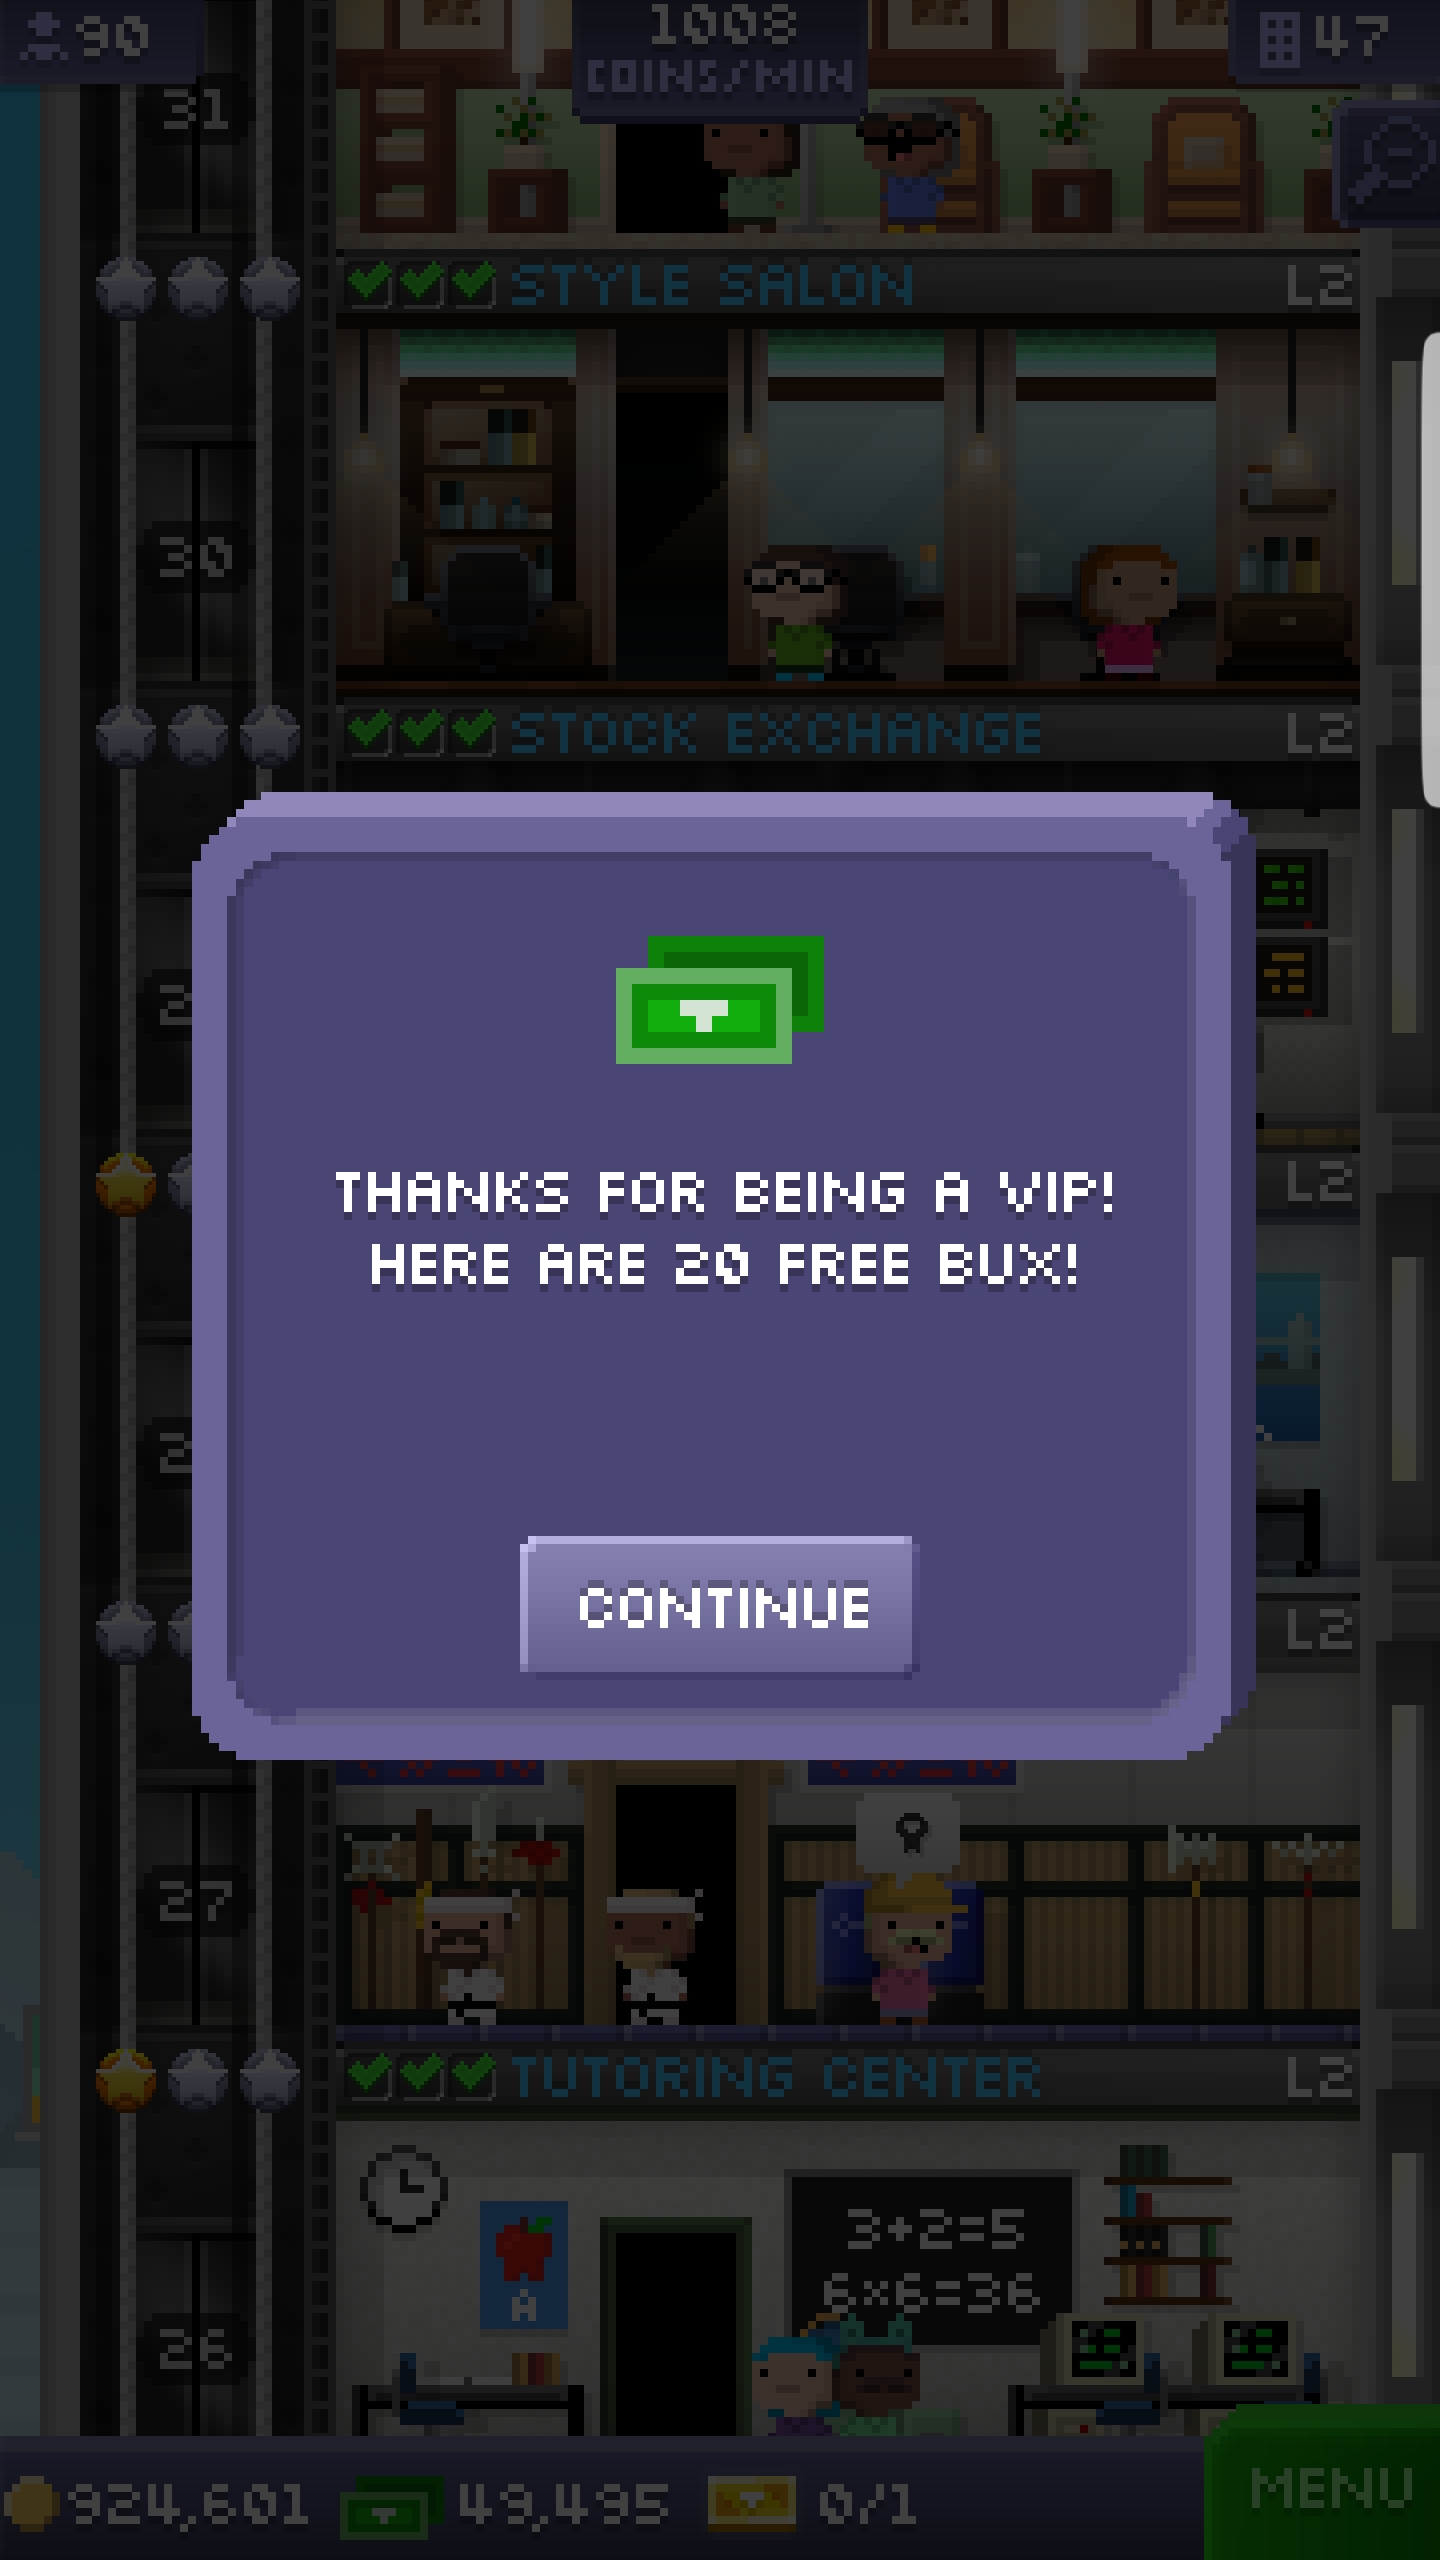 90
1008
COINS/MIN
47
31
STYLE SALON
L2
30
STOCK EXCHANGE
L2
L2
THANKS FOR BEING A VIP!
HERE ARE 20 FREE BUX!
L2
CONTINUE
27
TUTORING CENTER
L2
3+2=5
6×6=36
A
26
924,601
49,495
0/1
MENU